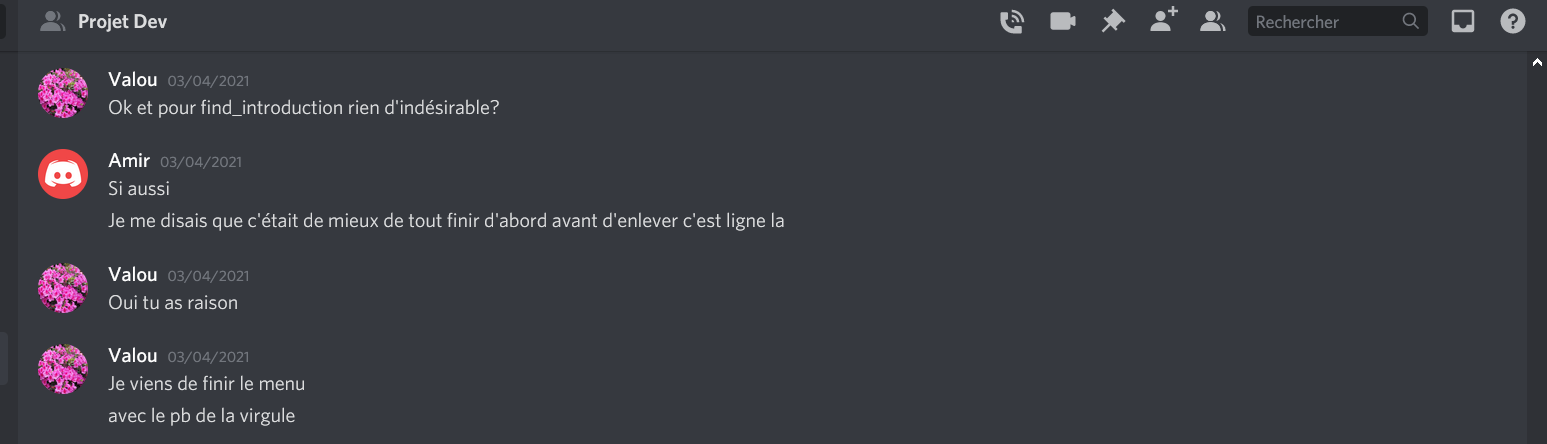 Projet Dev
Rechercher
Valou 03/04/2021
Ok et pour find_introduction rien d'indésirable?
Amir 03/04/2021
Si aussi
Je me disais que c'était de mieux de tout finir d'abord avant d'enlever c'est ligne la
Valou 03/04/2021
Oui tu as raison
Valou 03/04/2021
Je viens de finir le menu
avec le pb de la virgule